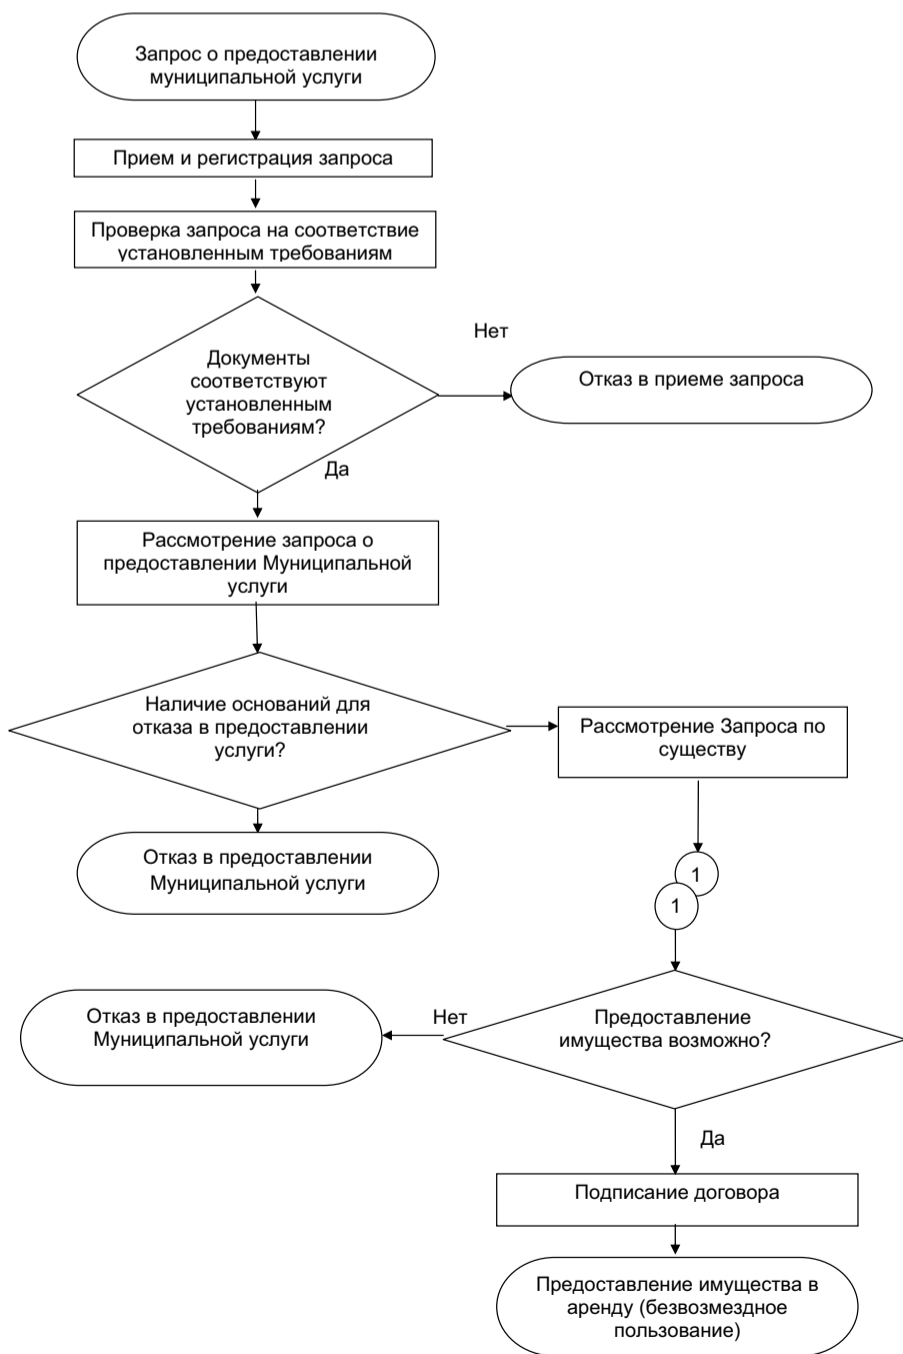 Запрос о предоставлении
муниципальной услуги
Прием и регистрация запроса
Проверка запроса на соответствие
установленным требованиям
Нет
Документы
соответствуют
установленным
требованиям?
Отказ в приеме запроса
Да
Рассмотрение запроса о
предоставлении Муниципальной
услуги
Наличие оснований для
отказа в предоставлении
услуги?
Рассмотрение Запроса по
существу
Отказ в предоставлении
Муниципальной услуги
1
1
Отказ в предоставлении
Муниципальной услуги
Нет
Предоставление
имущества возможно?
Да
Подписание договора
Предоставление имущества в
аренду (безвозмездное
пользование)